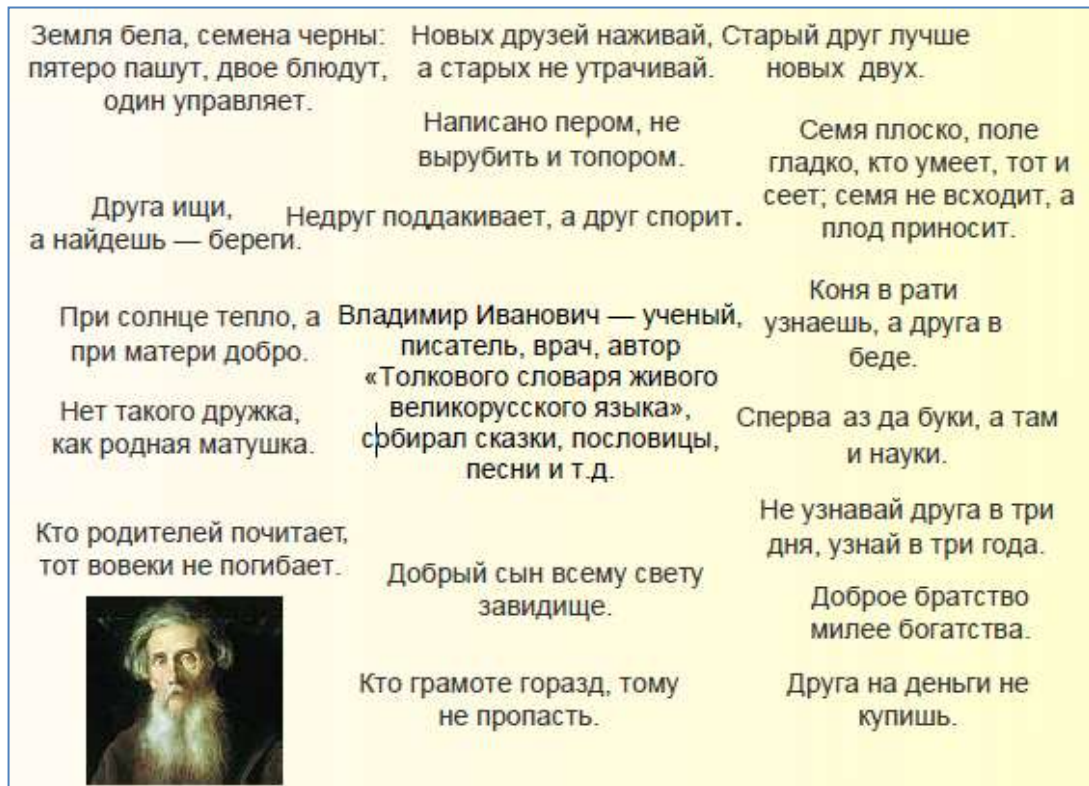 Земля бела, семена черны:
пятеро пашут, двое блюдут,
один управляет.
Новых друзей наживай,
а старых не утрачивай.
Старый друг лучше
новых двух.
Написано пером, не
вырубить и топором.
Семя плоско, поле
гладко, кто умеет, тот и
сеет; семя не всходит, а
плод приносит.
Друга ищи,
а найдешь — береги.
Недруг поддакивает, а друг спорит.
При солнце тепло, а
при матери добро.
Владимир Иванович — ученый,
писатель, врач, автор
«Толкового словаря живого
великорусского языка»,
собирал сказки, пословицы,
песни и т.д.
Коня в рати
узнаешь, а друга в
беде.
Нет такого дружка,
как родная матушка.
Сперва аз да буки, а там
и науки.
Кто родителей почитает,
тот вовеки не погибает.
Добрый сын всему свету
завидище.
Не узнавай друга в три
дня, узнай в три года.
Доброе братство
милее богатства.
Кто грамоте горазд, тому
не пропасть.
Друга на деньги не
купишь.